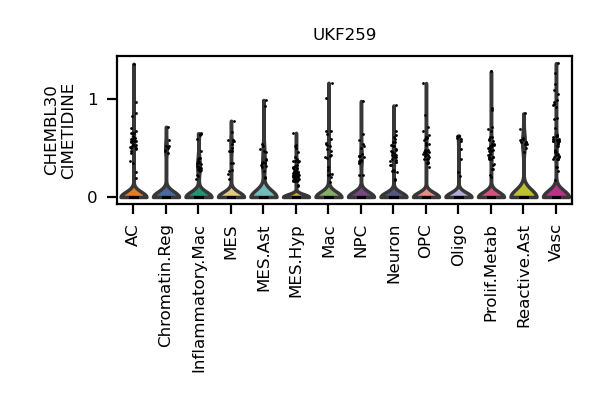 UKF259
CHEMBL30
CIMETIDINE
1
0
AC
Chromatin.Reg
Inflammatory.Mac
MES
MES.Ast
MES.Hyp
Mac
NPC
Neuron
OPC
Oligo
Prolif.Metab
Reactive.Ast
Vasc